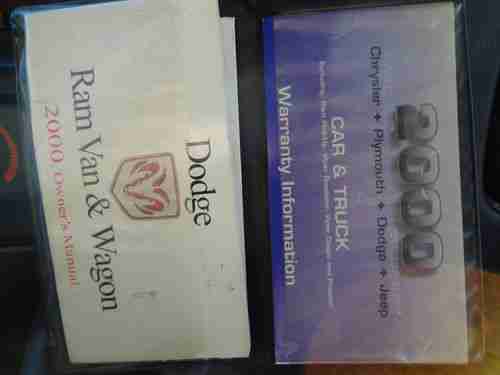 Dodge
Ram Van & Wagon
2000 Owner's Manual
2000
Chrysler + Plymouth + Dodge + Jeep
CAR & TRUCK
Warranty Information